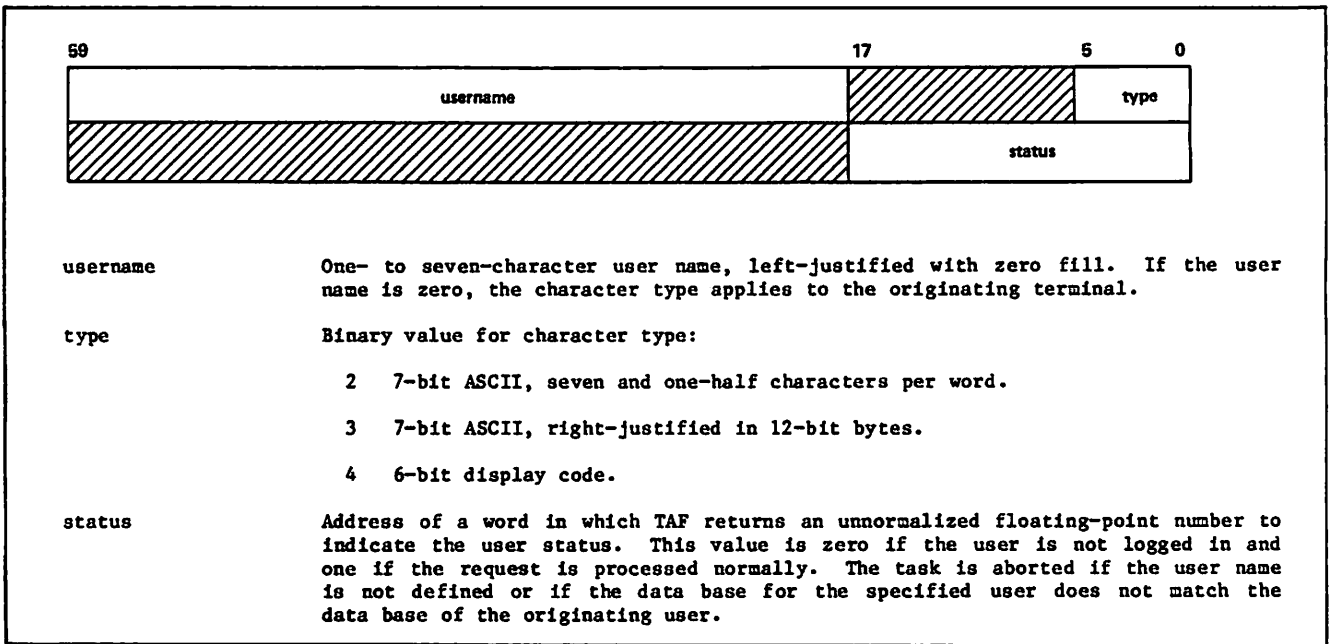 59 17 5 0
username type
status
username One- to seven-character user name, left-justified with zero fill. If the user
name is zero, the character type applies to the originating terminal.
type Binary value for character type:
2 7-bit ASCII, seven and one-half characters per word.
3 7-bit ASCII, right-justified in 12-bit bytes.
4 6-bit display code.
status Address of a word in which TAF returns an unnormalized floating-point number to
indicate the user status. This value is zero if the user is not logged in and
one if the request is processed normally. The task is aborted if the user name
is not defined or if the data base for the specified user does not match the
data base of the originating user.